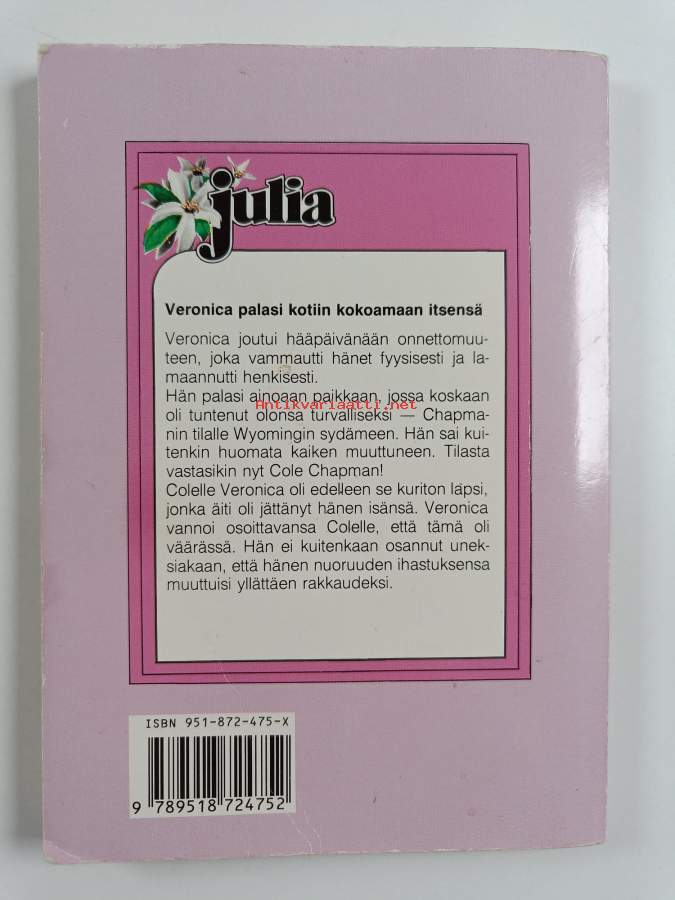 julia
Veronica palasi kotiin kokoamaan itsensä
Veronica joutui hääpäivänään onnettomuu-
teen, joka vammautti hänet fyysisesti ja la-
maannutti henkisesti.
Hän palasi ainoaan paikkaan, jossa koskaan
Antikvariaatti.net
oli tuntenut olonsa turvalliseksi — Chapma-
nin tilalle Wyomingin sydämeen. Hän sai kui-
tenkin huomata kaiken muuttuneen. Tilasta
vastasikin nyt Cole Chapman!
Colelle Veronica oli edelleen se kuriton lapsi,
jonka äiti oli jättänyt hänen isänsä. Veronica
vannoi osoittavansa Colelle, että tämä oli
väärässä. Hän ei kuitenkaan osannut unek-
siakaan, että hänen nuoruuden ihastuksensa
muuttuisi yllättäen rakkaudeksi.
ISBN 951-872-475-X
9 789518 724752